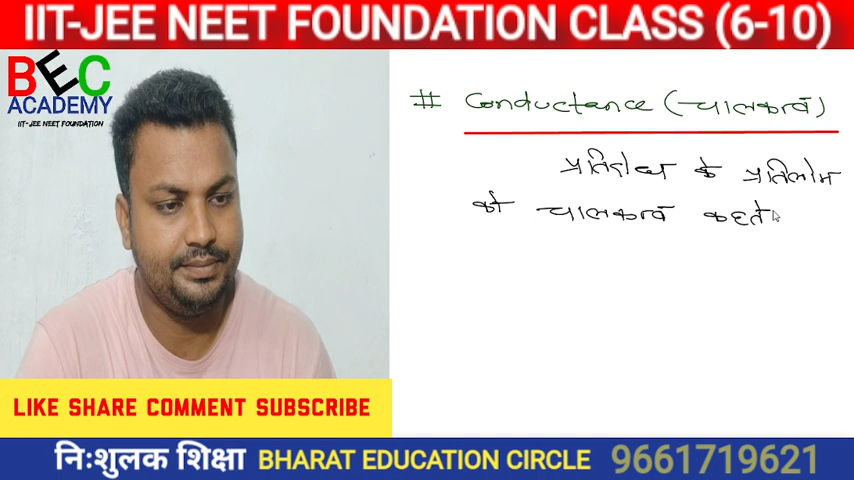 IIT-JEE NEET FOUNDATION CLASS (6-10)
BEC
ACADEMY
IIT-JEE NEET FOUNDATION
# Conductance (चालकत्व)
प्रतिरोध के प्रतिलोम
को चालकत्व कहते
LIKE SHARE COMMENT SUBSCRIBE
निःशुलक शिक्षा BHARAT EDUCATION CIRCLE 9661719621